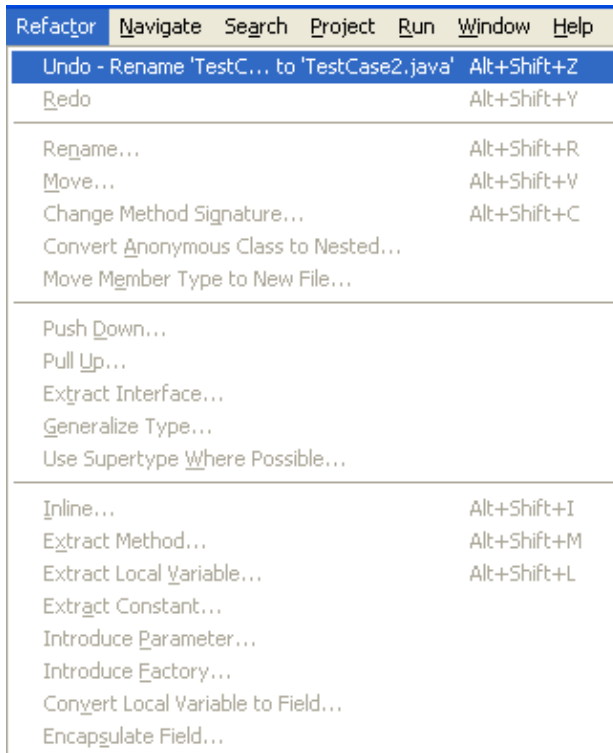 Refactor Navigate Search Project Run Window Help
Undo - Rename 'TestC... to 'TestCase2.java' Alt+Shift+Z
Redo Alt+Shift+Y
Rename... Alt+Shift+R
Move... Alt+Shift+V
Change Method Signature... Alt+Shift+C
Convert Anonymous Class to Nested...
Move Member Type to New File...
Push Down...
Pull Up...
Extract Interface...
Generalize Type...
Use Supertype Where Possible...
Inline... Alt+Shift+I
Extract Method... Alt+Shift+M
Extract Local Variable... Alt+Shift+L
Extract Constant...
Introduce Parameter...
Introduce Factory...
Convert Local Variable to Field...
Encapsulate Field...